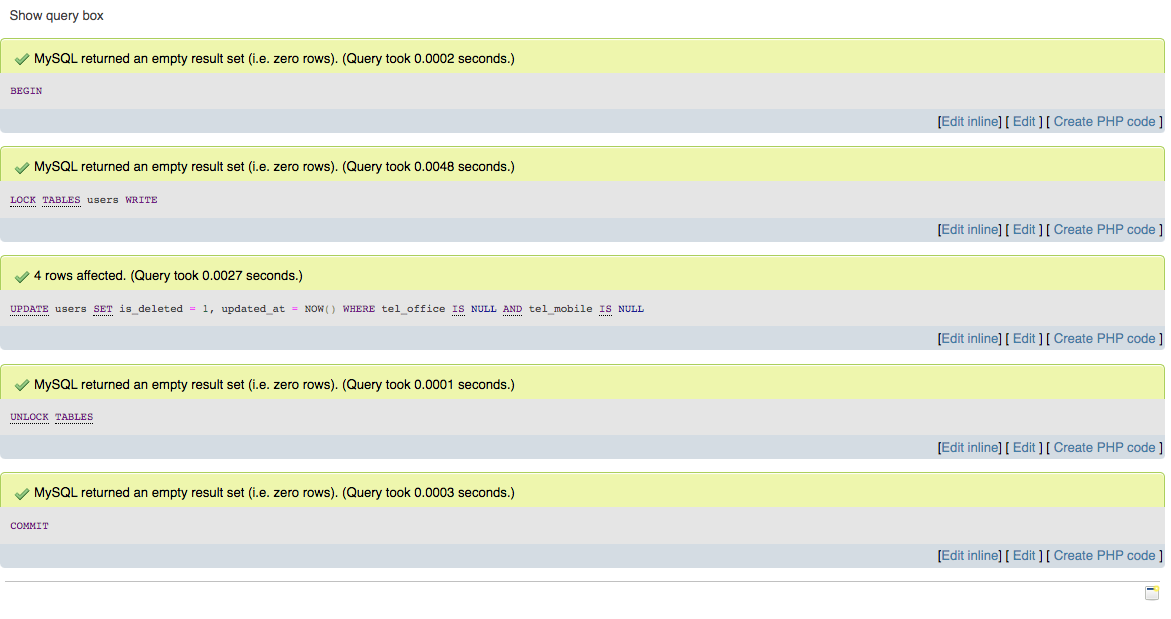 Show query box
MySQL returned an empty result set (i.e. zero rows). (Query took 0.0002 seconds.)
BEGIN
[Edit inline] [ Edit ] [ Create PHP code ]
MySQL returned an empty result set (i.e. zero rows). (Query took 0.0048 seconds.)
LOCK TABLES users WRITE
[Edit inline] [ Edit ] [ Create PHP code ]
4 rows affected. (Query took 0.0027 seconds.)
UPDATE users SET is_deleted = 1, updated_at = NOW() WHERE tel_office IS NULL AND tel_mobile IS NULL
[Edit inline] [ Edit ] [ Create PHP code ]
MySQL returned an empty result set (i.e. zero rows). (Query took 0.0001 seconds.)
UNLOCK TABLES
[Edit inline] [ Edit ] [ Create PHP code ]
MySQL returned an empty result set (i.e. zero rows). (Query took 0.0003 seconds.)
COMMIT
[Edit inline] [ Edit ] [ Create PHP code ]